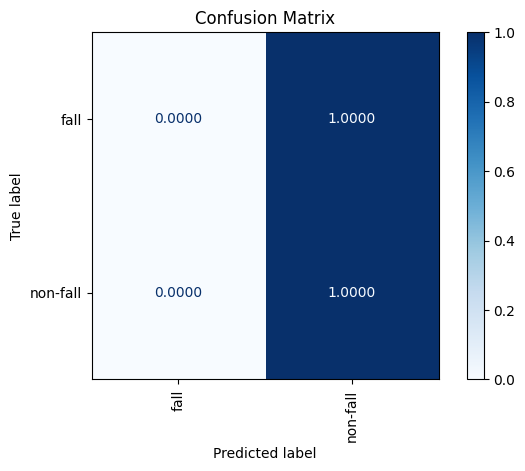 Confusion Matrix
True label
fall
non-fall
0.0000
1.0000
0.0000
1.0000
fall
non-fall
Predicted label
1.0
0.8
0.6
0.4
0.2
0.0